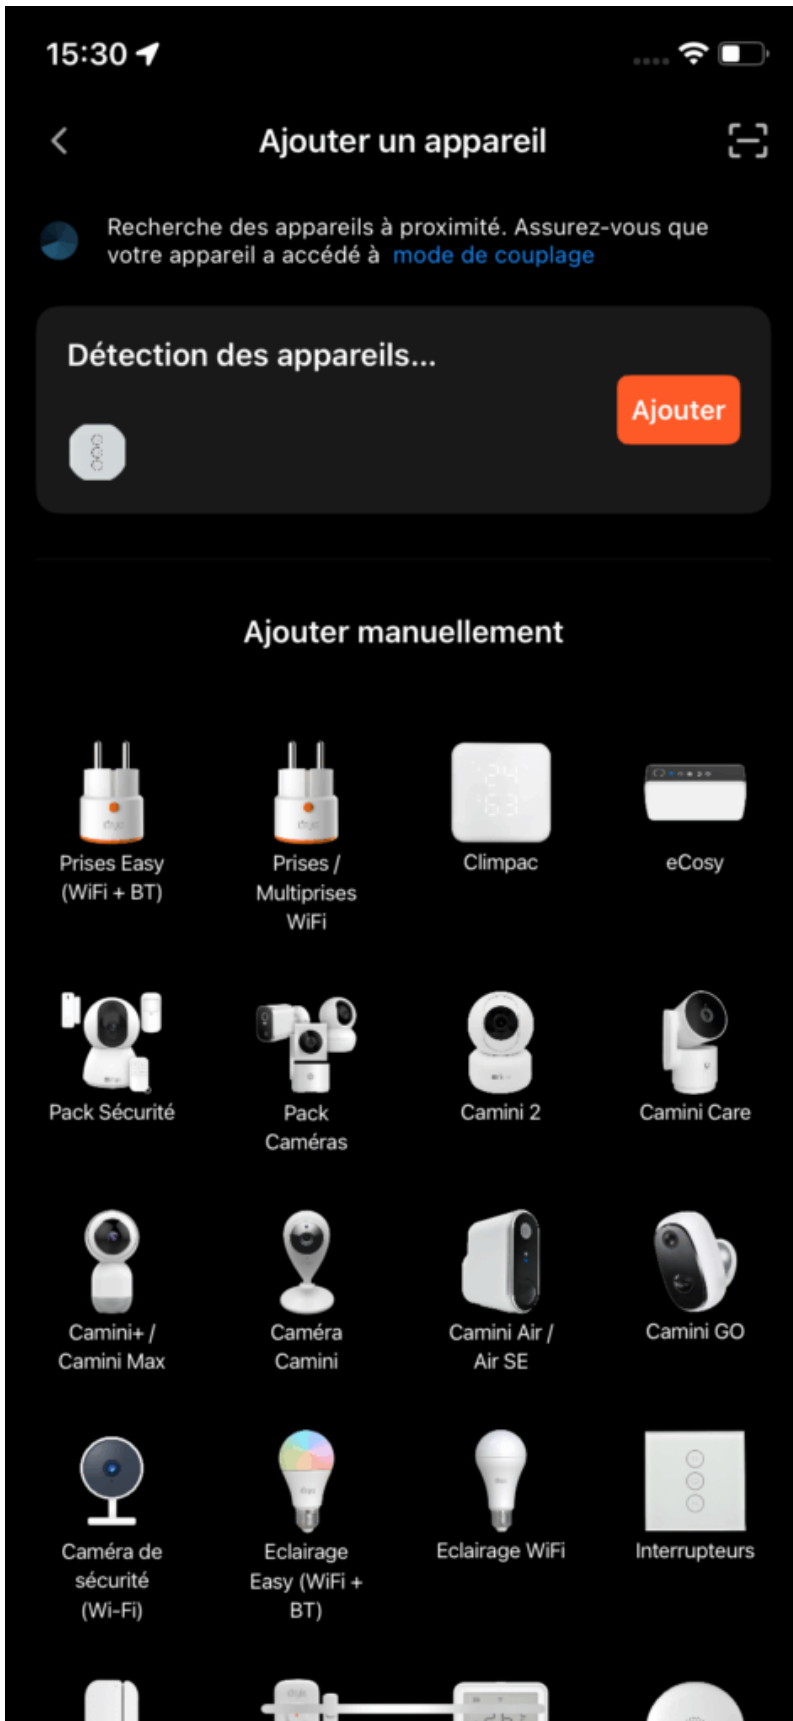 15:30
Ajouter un appareil
Recherche des appareils à proximité. Assurez-vous que
votre appareil a accédé à mode de couplage
Détection des appareils...
Ajouter
Ajouter manuellement
Prises Easy
(WiFi + BT)
Prises /
Multiprises
WiFi
Climpac
eCosy
Pack Sécurité
Pack
Caméras
Camini 2
Camini Care
Camini+ /
Camini Max
Caméra
Camini
Camini Air /
Air SE
Camini GO
Caméra de
sécurité
(Wi-Fi)
Eclairage
Easy (WiFi +
BT)
Eclairage WiFi
Interrupteurs